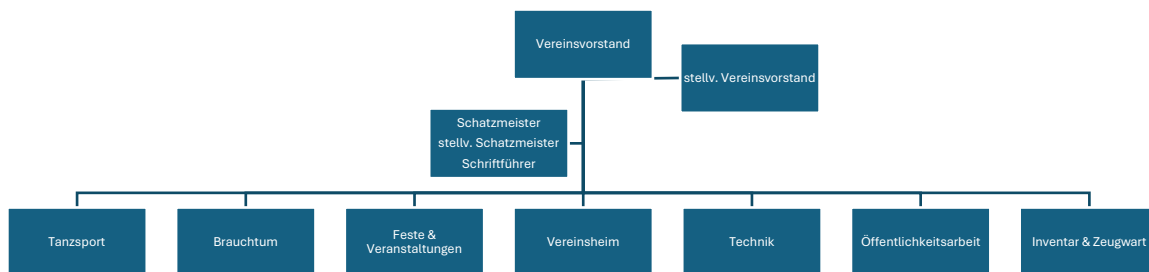 Vereinsvorstand
stellv. Vereinsvorstand
Schatzmeister
stellv. Schatzmeister
Schriftführer
Tanzsport
Brauchtum
Feste &
Veranstaltungen
Vereinsheim
Technik
Öffentlichkeitsarbeit
Inventar & Zeugwart